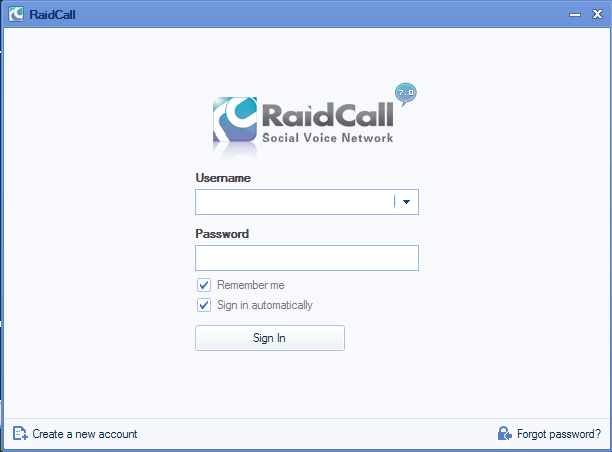 RaidCall
7.0
RaidCall
Social Voice Network
Username
Password
Remember me
Sign in automatically
Sign In
Create a new account
Forgot password?